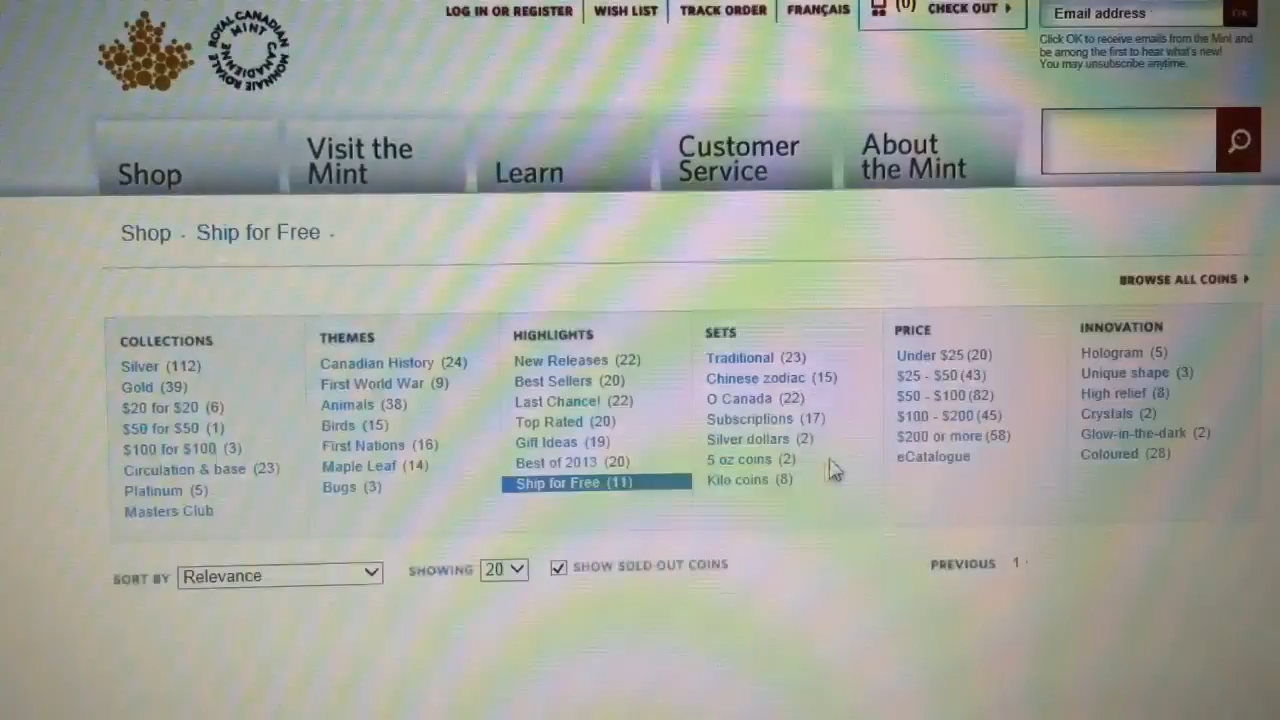 ROYAL CANADIAN MINT
MONNAIE ROYALE CANADIENNE
LOG IN OR REGISTER
WISH LIST
TRACK ORDER
FRANÇAIS
(0)
CHECK OUT
Email address
OK
Click OK to receive emails from the Mint and
be among the first to hear what's new!
You may unsubscribe anytime.
Shop
Visit the
Mint
Learn
Customer
Service
About
the Mint
Shop · Ship for Free ·
BROWSE ALL COINS
COLLECTIONS
Silver (112)
Gold (39)
$20 for $20 (6)
$50 for $50 (1)
$100 for $100 (3)
Circulation & base (23)
Platinum (5)
Masters Club
THEMES
Canadian History (24)
First World War (9)
Animals (38)
Birds (15)
First Nations (16)
Maple Leaf (14)
Bugs (3)
HIGHLIGHTS
New Releases (22)
Best Sellers (20)
Last Chance! (22)
Top Rated (20)
Gift Ideas (19)
Best of 2013 (20)
Ship for Free (11)
SETS
Traditional (23)
Chinese zodiac (15)
O Canada (22)
Subscriptions (17)
Silver dollars (2)
5 oz coins (2)
Kilo coins (8)
PRICE
Under $25 (20)
$25 - $50 (43)
$50 - $100 (82)
$100 - $200 (45)
$200 or more (58)
eCatalogue
INNOVATION
Hologram (5)
Unique shape (3)
High relief (8)
Crystals (2)
Glow-in-the-dark (2)
Coloured (28)
SORT BY Relevance
SHOWING 20
SHOW SOLD OUT COINS
PREVIOUS 1 ·